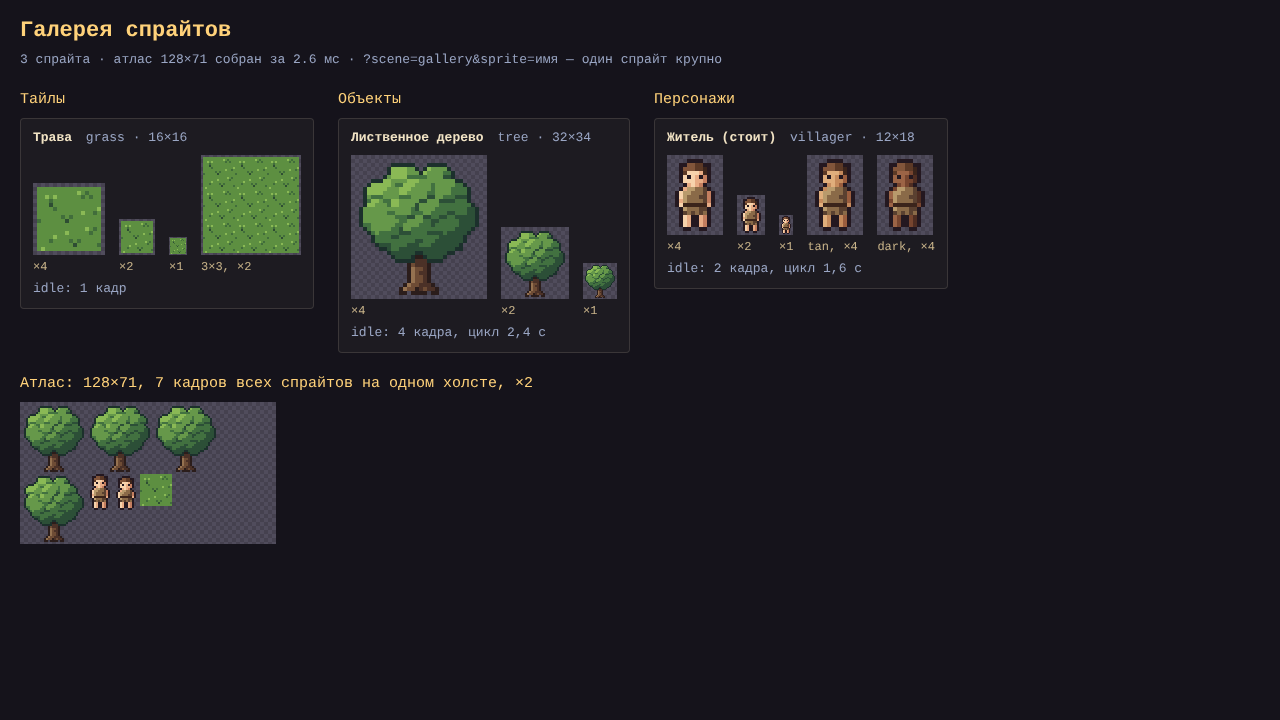 Галерея спрайтов
3 спрайта · атлас 128×71 собран за 2.6 мс · ?scene=gallery&sprite=имя — один спрайт крупно
Тайлы
Трава grass · 16×16
×4 ×2 ×1 3×3, ×2
idle: 1 кадр
Объекты
Лиственное дерево tree · 32×34
×4 ×2 ×1
idle: 4 кадра, цикл 2,4 с
Персонажи
Житель (стоит) villager · 12×18
×4 ×2 ×1 tan, ×4 dark, ×4
idle: 2 кадра, цикл 1,6 с
Атлас: 128×71, 7 кадров всех спрайтов на одном холсте, ×2